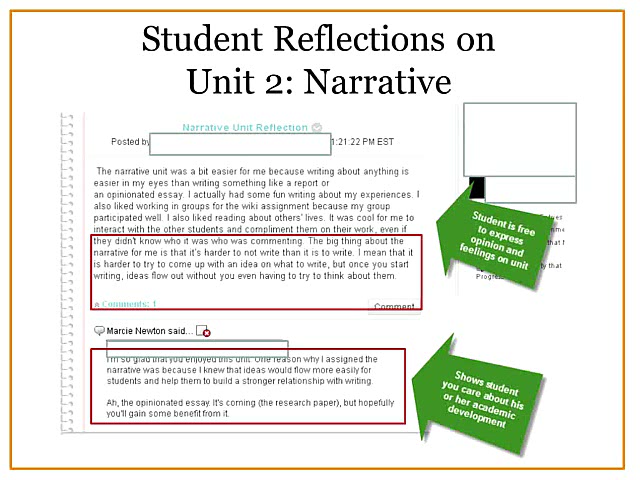 Student Reflections on
Unit 2: Narrative
Narrative Unit Reflection
Posted by
1:21:22 PM EST
The narrative unit was a bit easier for me because writing about anything is
easier in my eyes than writing something like a report or
an opinionated essay. I actually had some fun writing about my experiences. I
also liked working in groups for the wiki assignment because my group
participated well. I also liked reading about others' lives. It was cool for me to
interact with the other students and compliment them on their work, even if
they didn't know who it was who was commenting. The big thing about the
narrative for me is that it's harder to not write than it is to write. I mean that it
is harder to try to come up with an idea on what to write, but once you start
writing, ideas flow out without you even having to try to think about them.
Comments: 1
Comment
Student is free
to express
opinion and
feelings on unit
Progre
Marcie Newton said...
I'm so glad that you enjoyed this unit. One reason why I assigned the
narrative was because I knew that ideas would flow more easily for
students and help them to build a stronger relationship with writing.
Ah, the opinionated essay. It's coming (the research paper), but hopefully
you'll gain some benefit from it.
Shows student
you care about his
or her academic
development